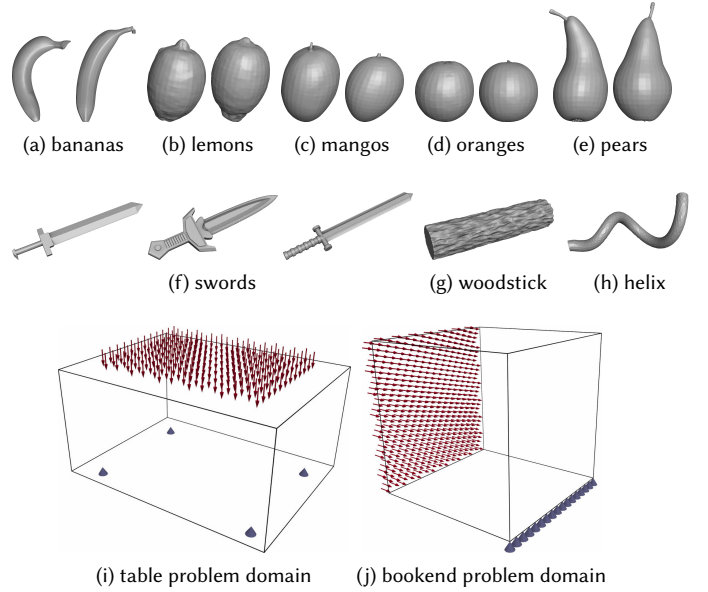 (a) bananas (b) lemons (c) mangos (d) oranges (e) pears
(f) swords (g) woodstick (h) helix
(i) table problem domain (j) bookend problem domain